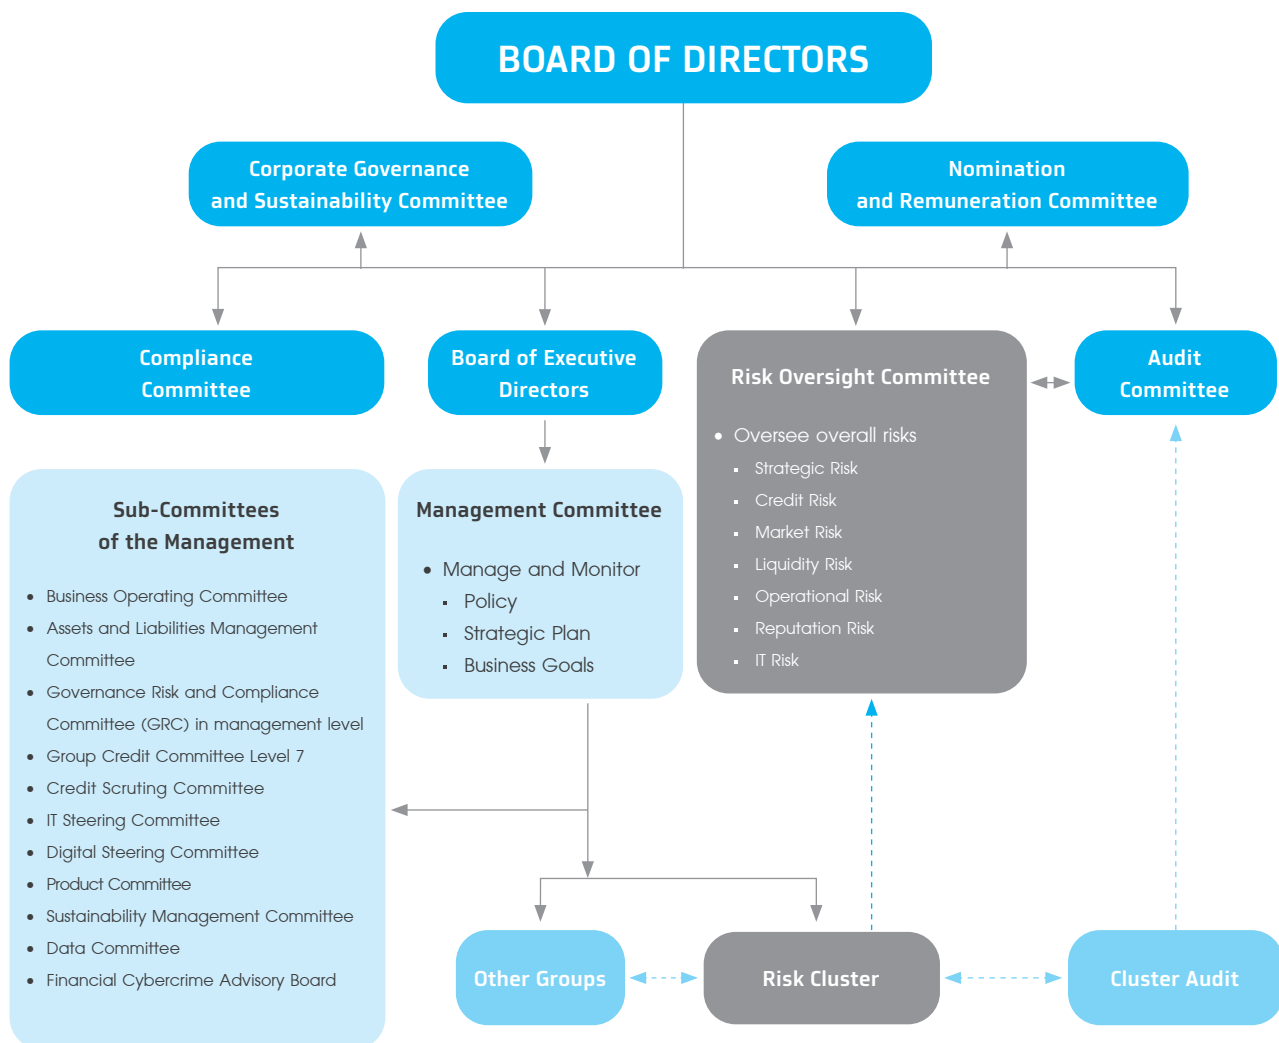 BOARD OF DIRECTORS
Corporate Governance
and Sustainability Committee
Nomination
and Remuneration Committee
Compliance
Committee
Board of Executive
Directors
Risk Oversight Committee
• Oversee overall risks
▪ Strategic Risk
▪ Credit Risk
▪ Market Risk
▪ Liquidity Risk
▪ Operational Risk
▪ Reputation Risk
▪ IT Risk
Audit
Committee
Sub-Committees
of the Management
• Business Operating Committee
• Assets and Liabilities Management
Committee
• Governance Risk and Compliance
Committee (GRC) in management level
• Group Credit Committee Level 7
• Credit Scruting Committee
• IT Steering Committee
• Digital Steering Committee
• Product Committee
• Sustainability Management Committee
• Data Committee
• Financial Cybercrime Advisory Board
Management Committee
• Manage and Monitor
▪ Policy
▪ Strategic Plan
▪ Business Goals
Other Groups
Risk Cluster
Cluster Audit